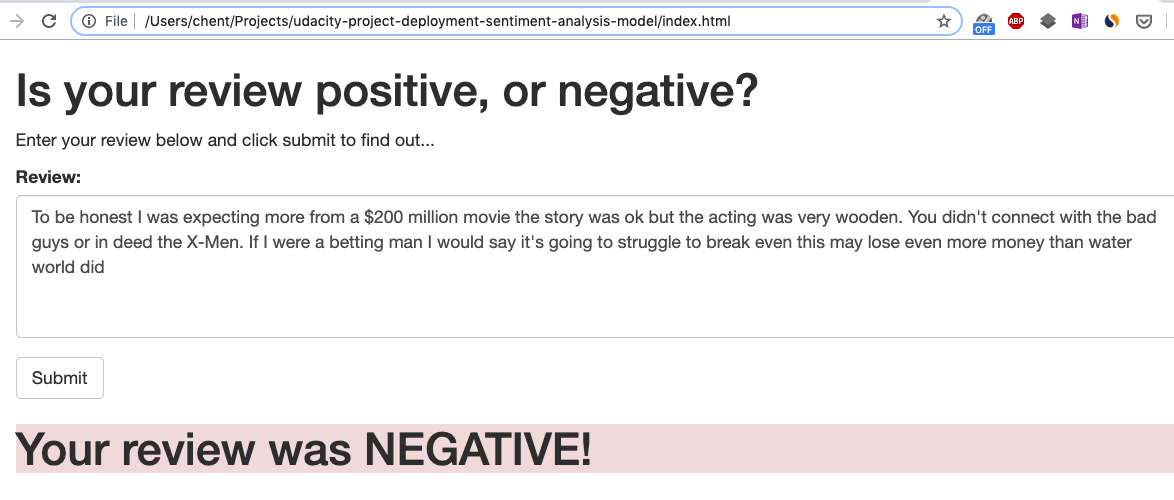 File /Users/chent/Projects/udacity-project-deployment-sentiment-analysis-model/index.html
OFF
ABP
N
Is your review positive, or negative?
Enter your review below and click submit to find out...
Review:
To be honest I was expecting more from a $200 million movie the story was ok but the acting was very wooden. You didn't connect with the bad
guys or in deed the X-Men. If I were a betting man I would say it's going to struggle to break even this may lose even more money than water
world did
Submit
Your review was NEGATIVE!